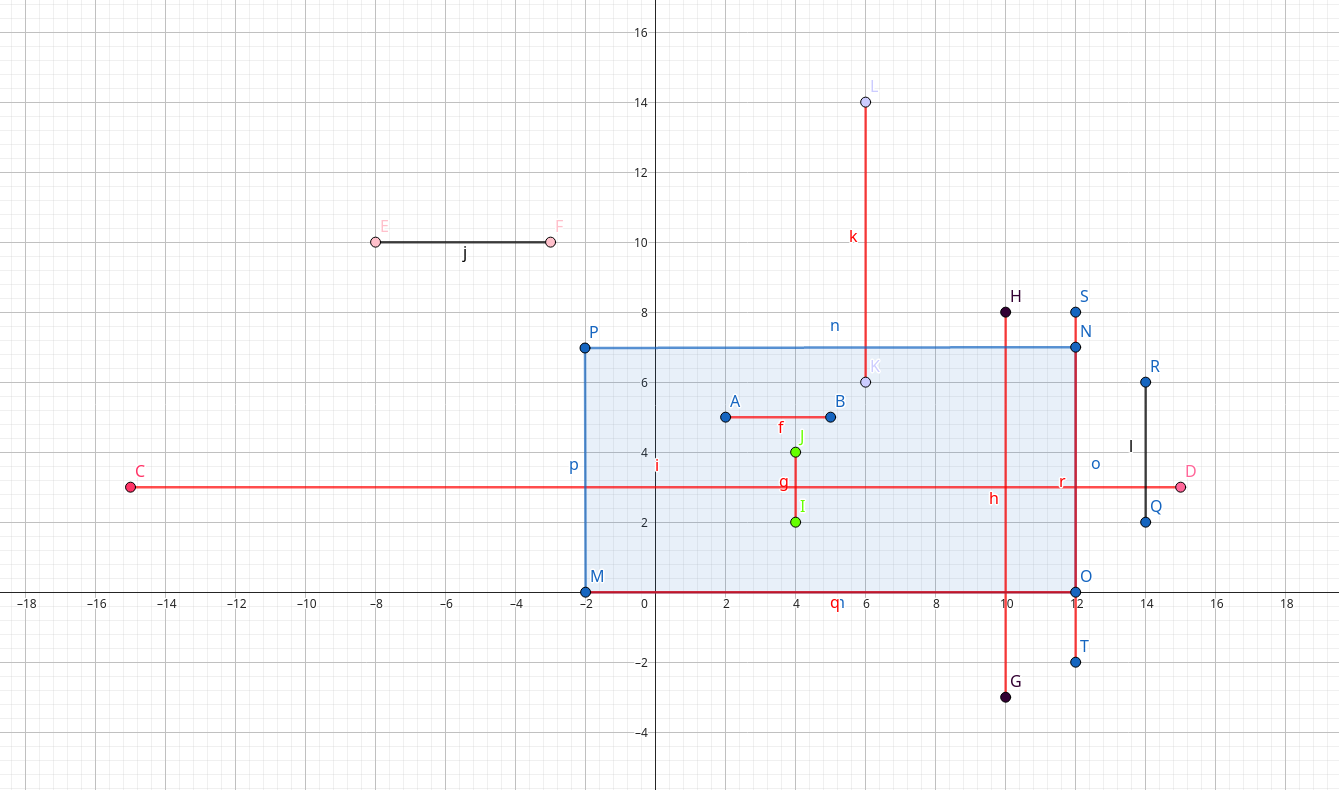 16
L
14
12
E F
10
j
k
H S
8
P n N
6
K R
A B
f
J
4
l
p i o
C g h r D
I Q
2
M O
−18 −16 −14 −12 −10 −8 −6 −4 −2 0 2 4 q 6 8 10 12 14 16 18
T
−2
G
−4